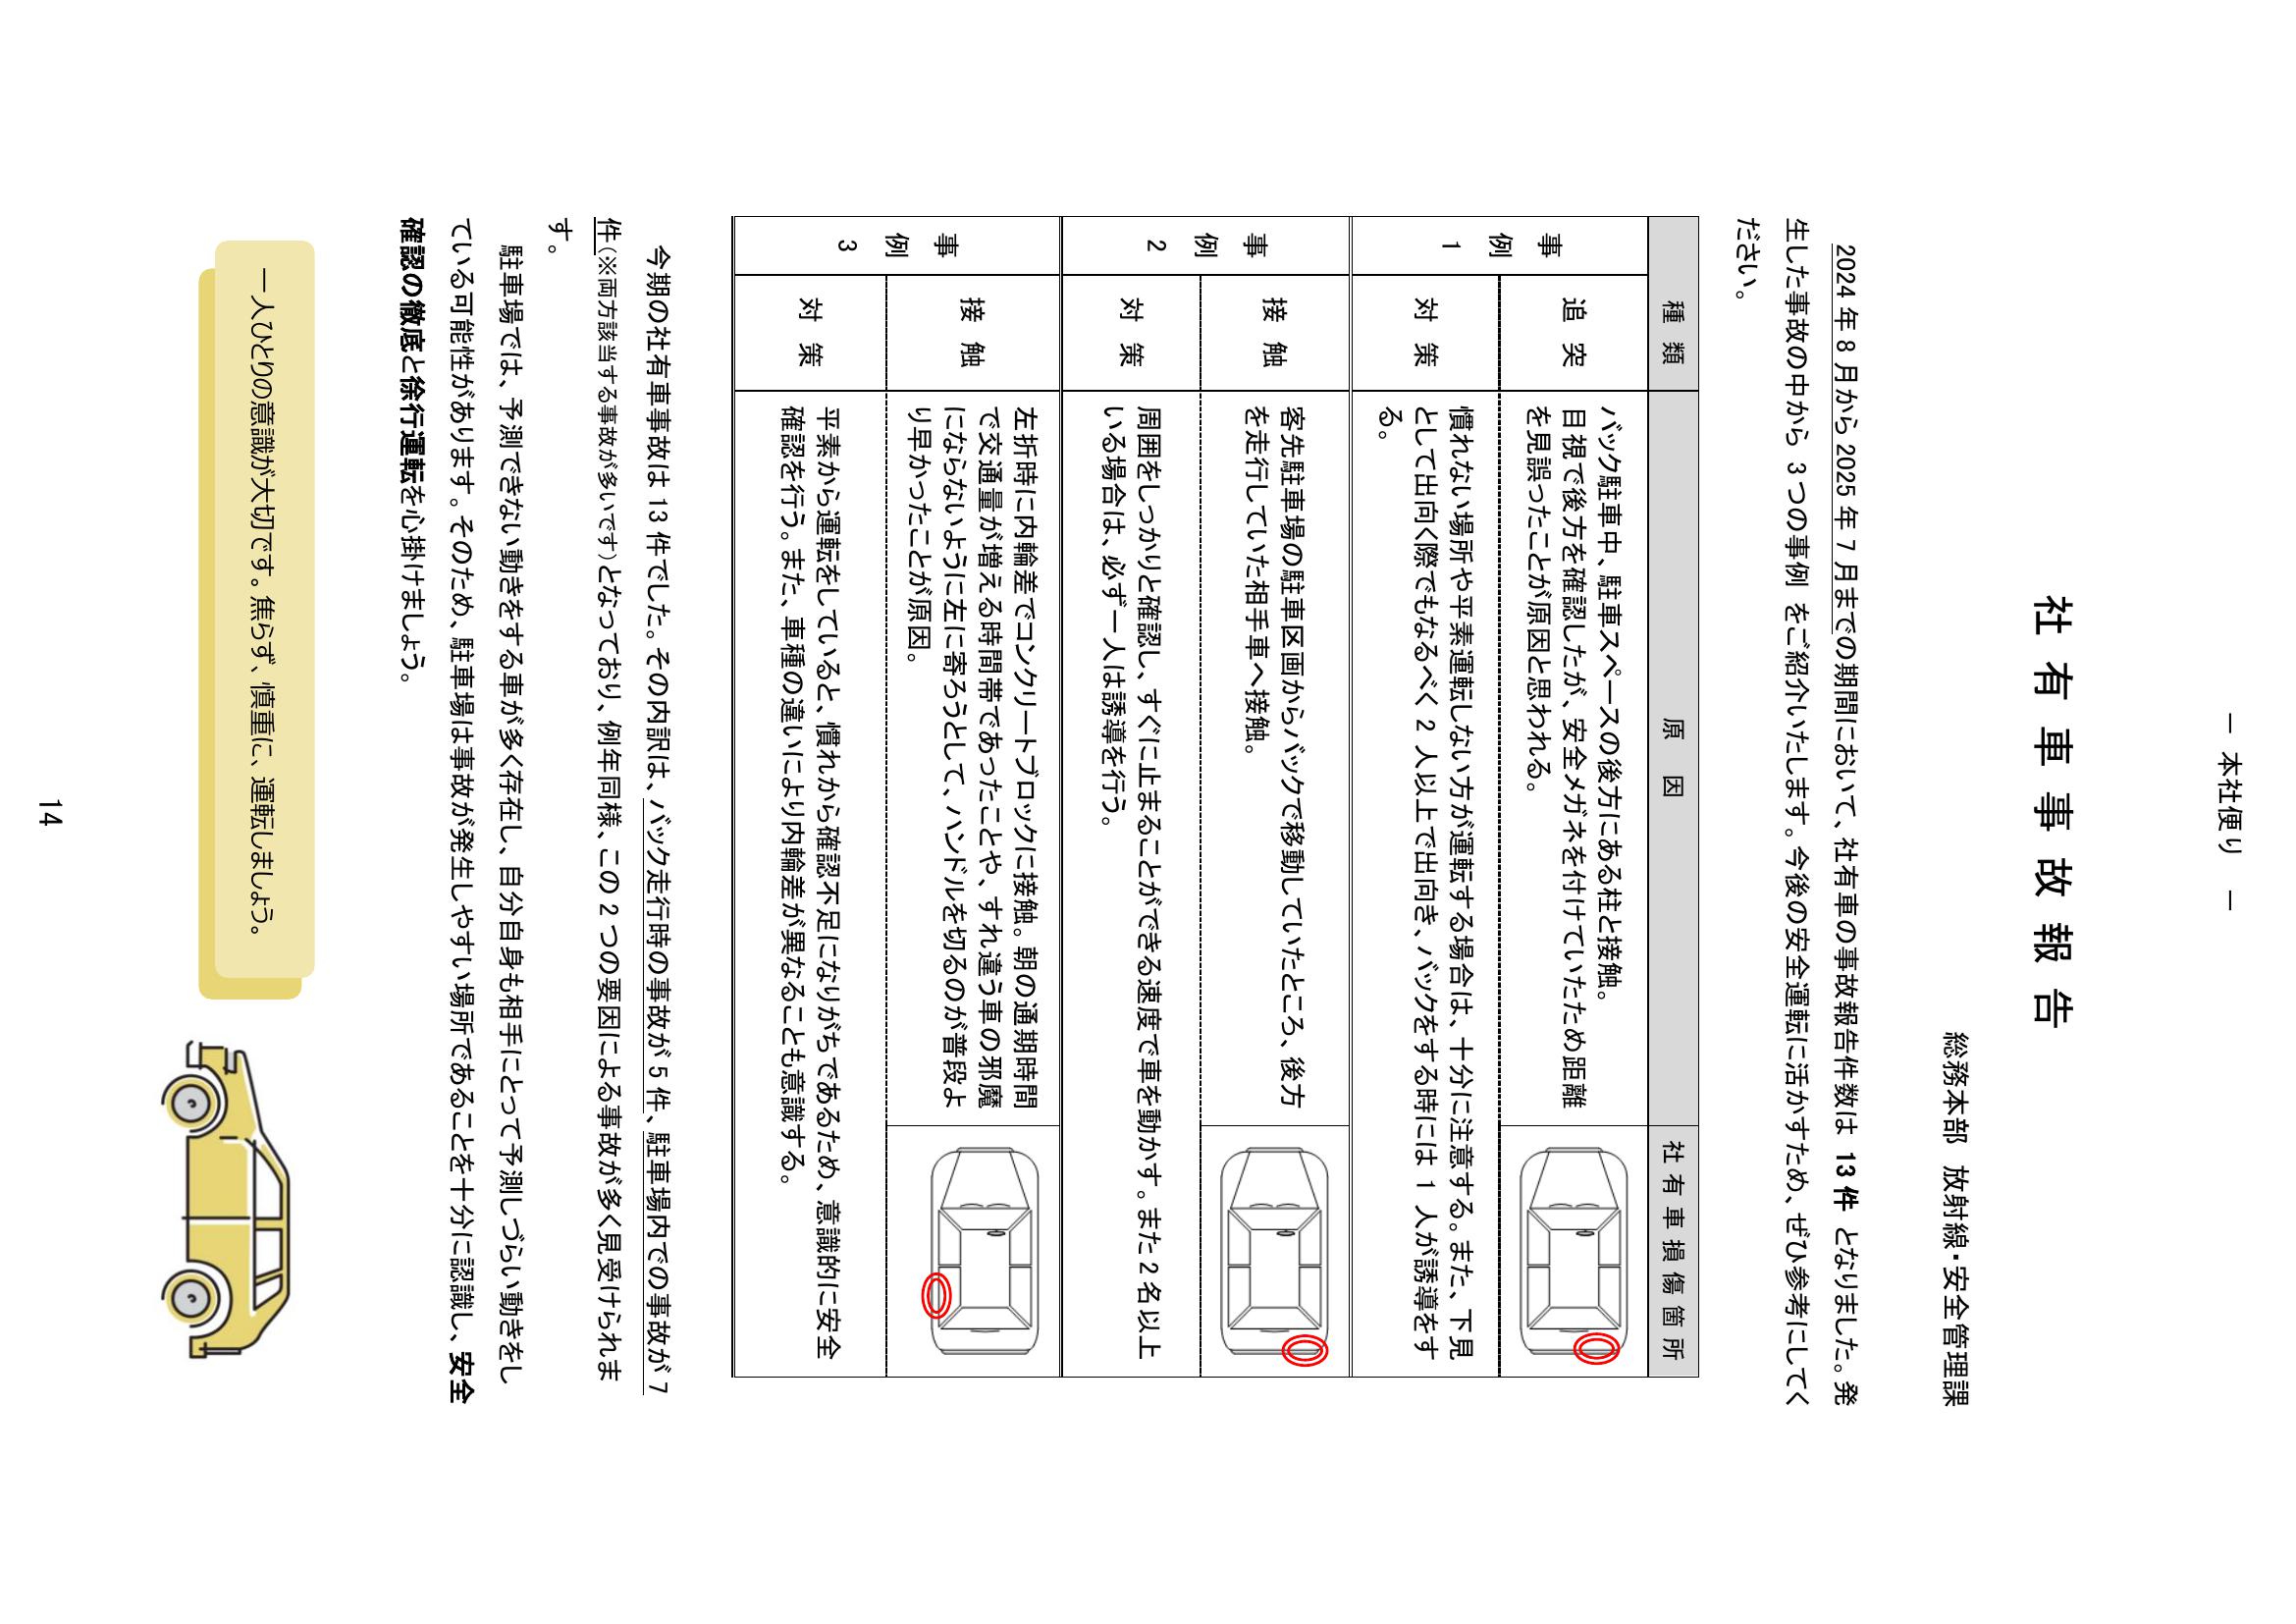 － 本社便り －
社有車事故報告
総務本部　放射線・安全管理課
2024 年 8 月から 2025 年 7 月までの期間において、社有車の事故報告件数は 13 件 となりました。発
生した事故の中から 3 つの事例 をご紹介いたします。今後の安全運転に活かすため、ぜひ参考にしてく
ださい。
種類　原　因　社有車損傷箇所
事例1
追突
バック駐車中、駐車スペースの後方にある柱と接触。
目視で後方を確認したが、安全メガネを付けていたため距離
を見誤ったことが原因と思われる。
対策
慣れない場所や平素運転しない方が運転する場合は、十分に注意する。また、下見
として出向く際でもなるべく 2 人以上で出向き、バックをする時には 1 人が誘導をす
る。
事例2
接触
客先駐車場の駐車区画からバックで移動していたところ、後方
を走行していた相手車へ接触。
対策
周囲をしっかりと確認し、すぐに止まることができる速度で車を動かす。また 2 名以上
いる場合は、必ず一人は誘導を行う。
事例3
接触
左折時に内輪差でコンクリートブロックに接触。朝の通期時間
で交通量が増える時間帯であったことや、すれ違う車の邪魔
にならないように左に寄ろうとして、ハンドルを切るのが普段よ
り早かったことが原因。
対策
平素から運転をしていると、慣れから確認不足になりがちであるため、意識的に安全
確認を行う。また、車種の違いにより内輪差が異なることも意識する。
今期の社有車事故は 13 件でした。その内訳は、バック走行時の事故が 5 件、駐車場内での事故が 7
件（※両方該当する事故が多いです）となっており、例年同様、この 2 つの要因による事故が多く見受けられま
す。
駐車場では、予測できない動きをする車が多く存在し、自分自身も相手にとって予測しづらい動きをし
ている可能性があります。そのため、駐車場は事故が発生しやすい場所であることを十分に認識し、安全
確認の徹底と徐行運転を心掛けましょう。
一人ひとりの意識が大切です。焦らず、慎重に、運転しましょう。
14